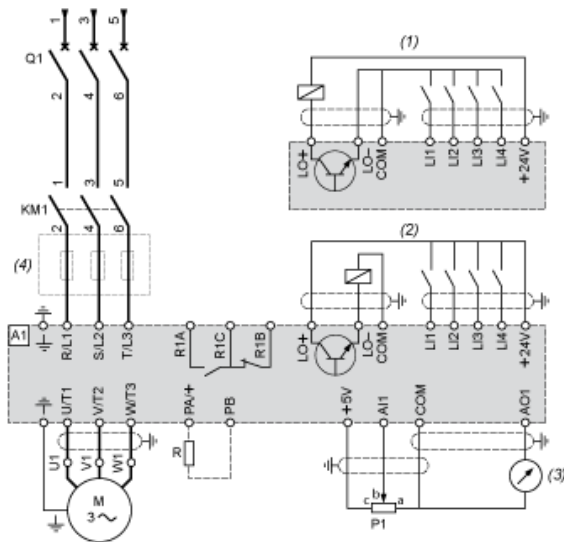 1 3 5
Q1
2 4 6
1 3 5
KM1
2 4 6
(4)
(1)
LO+ LO- COM LI1 LI2 LI3 LI4 +24V
(2)
A1
R/L1 S/L2 T/L3 R1A R1C R1B LO+ LO- COM LI1 LI2 LI3 LI4 +24V
U/T1 V/T2 W/T3 PA/+ PB +5V AI1 COM AO1
U1 V1 W1
R
M
3
c b a
P1
(3)